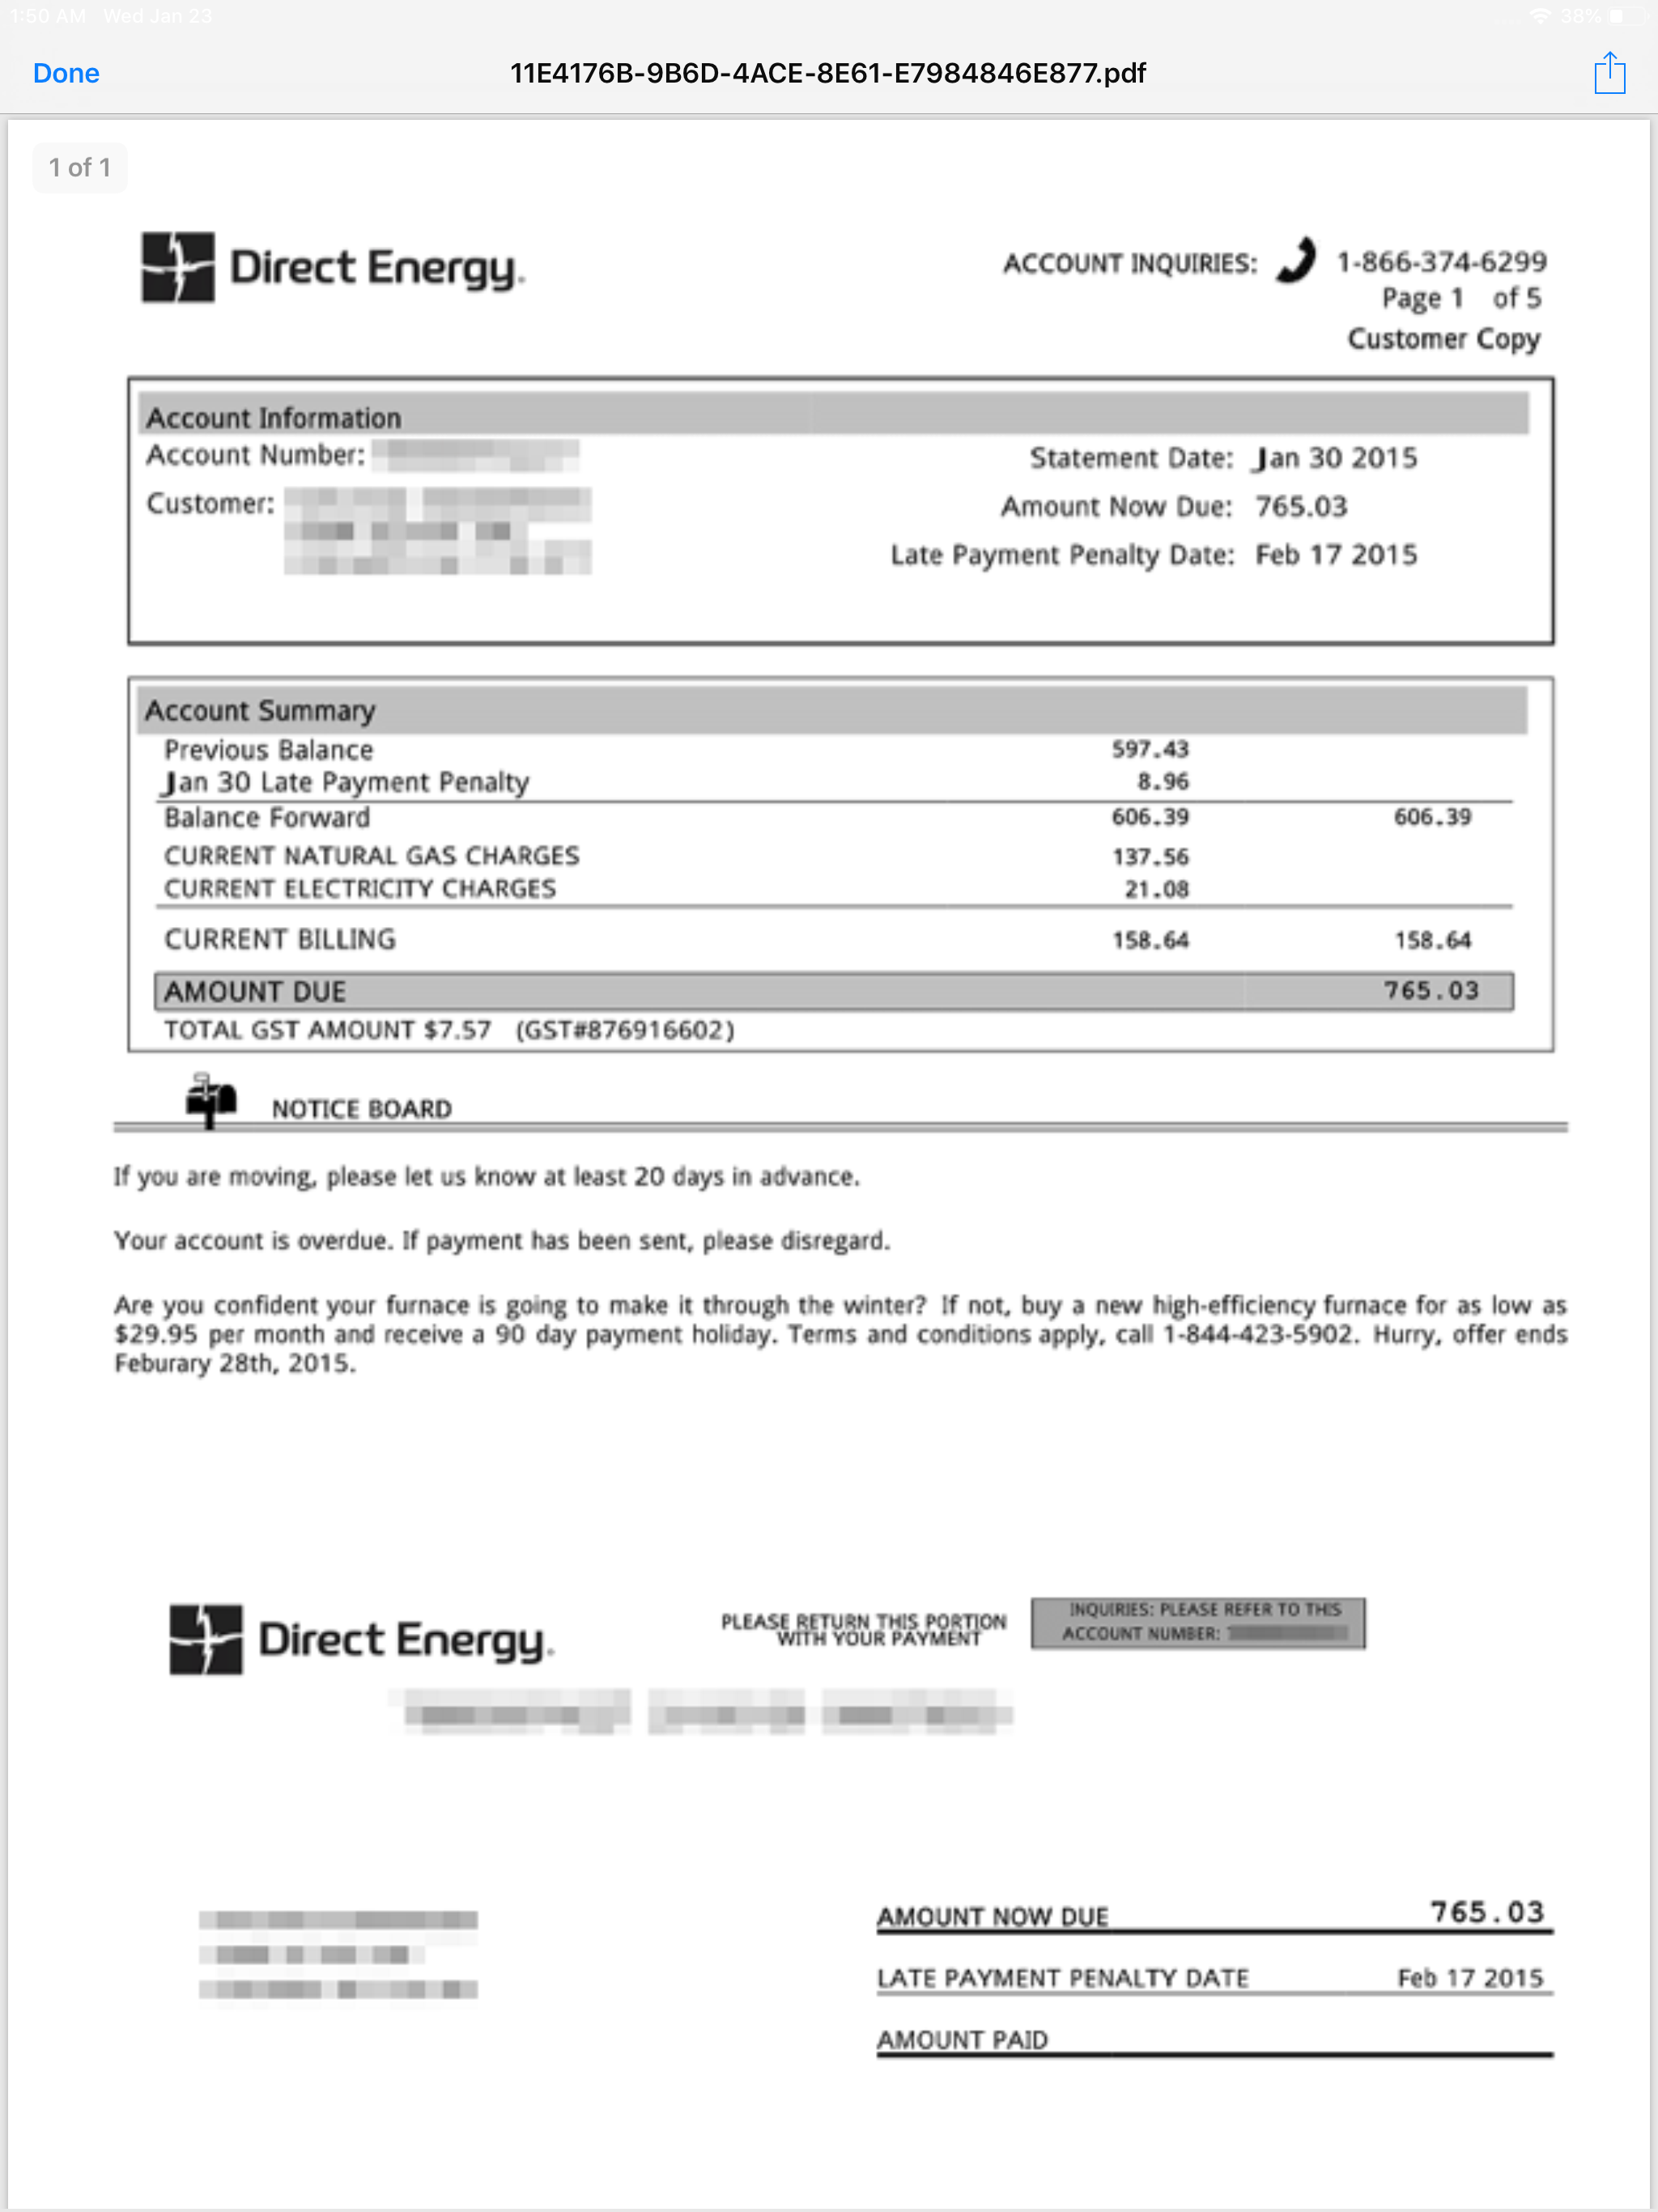 1:50 AM Wed Jan 23
38%
Done
11E4176B-9B6D-4ACE-8E61-E7984846E877.pdf
1 of 1
Direct Energy.
ACCOUNT INQUIRIES: 1-866-374-6299
Page 1 of 5
Customer Copy
Account Information
Account Number:
Customer:
Statement Date: Jan 30 2015
Amount Now Due: 765.03
Late Payment Penalty Date: Feb 17 2015
Account Summary
Previous Balance 597.43
Jan 30 Late Payment Penalty 8.96
Balance Forward 606.39 606.39
CURRENT NATURAL GAS CHARGES 137.56
CURRENT ELECTRICITY CHARGES 21.08
CURRENT BILLING 158.64 158.64
AMOUNT DUE 765.03
TOTAL GST AMOUNT $7.57 (GST#876916602)
NOTICE BOARD
If you are moving, please let us know at least 20 days in advance.
Your account is overdue. If payment has been sent, please disregard.
Are you confident your furnace is going to make it through the winter? If not, buy a new high-efficiency furnace for as low as
$29.95 per month and receive a 90 day payment holiday. Terms and conditions apply, call 1-844-423-5902. Hurry, offer ends
Feburary 28th, 2015.
Direct Energy.
PLEASE RETURN THIS PORTION
WITH YOUR PAYMENT
INQUIRIES: PLEASE REFER TO THIS
ACCOUNT NUMBER:
AMOUNT NOW DUE 765.03
LATE PAYMENT PENALTY DATE Feb 17 2015
AMOUNT PAID